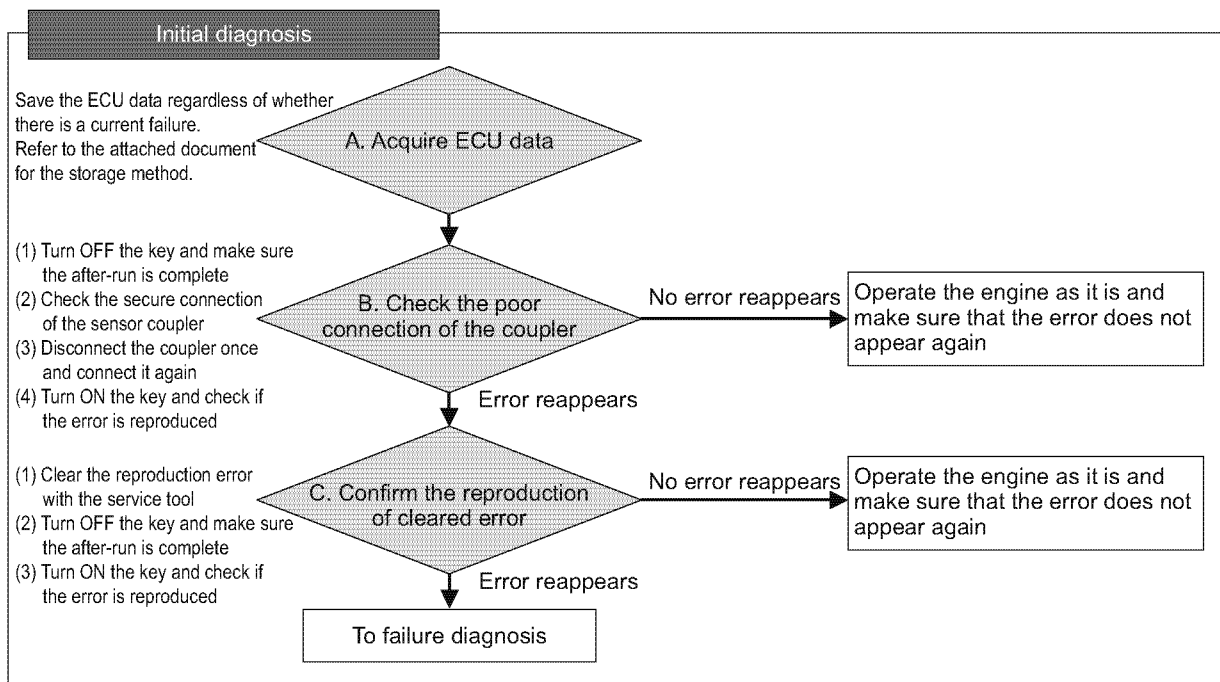 Initial diagnosis
Save the ECU data regardless of whether
there is a current failure.
Refer to the attached document
for the storage method.
A. Acquire ECU data
(1) Turn OFF the key and make sure
the after-run is complete
(2) Check the secure connection
of the sensor coupler
(3) Disconnect the coupler once
and connect it again
(4) Turn ON the key and check if
the error is reproduced
B. Check the poor
connection of the coupler
No error reappears
Operate the engine as it is and
make sure that the error does not
appear again
Error reappears
(1) Clear the reproduction error
with the service tool
(2) Turn OFF the key and make sure
the after-run is complete
(3) Turn ON the key and check if
the error is reproduced
C. Confirm the reproduction
of cleared error
No error reappears
Operate the engine as it is and
make sure that the error does not
appear again
Error reappears
To failure diagnosis